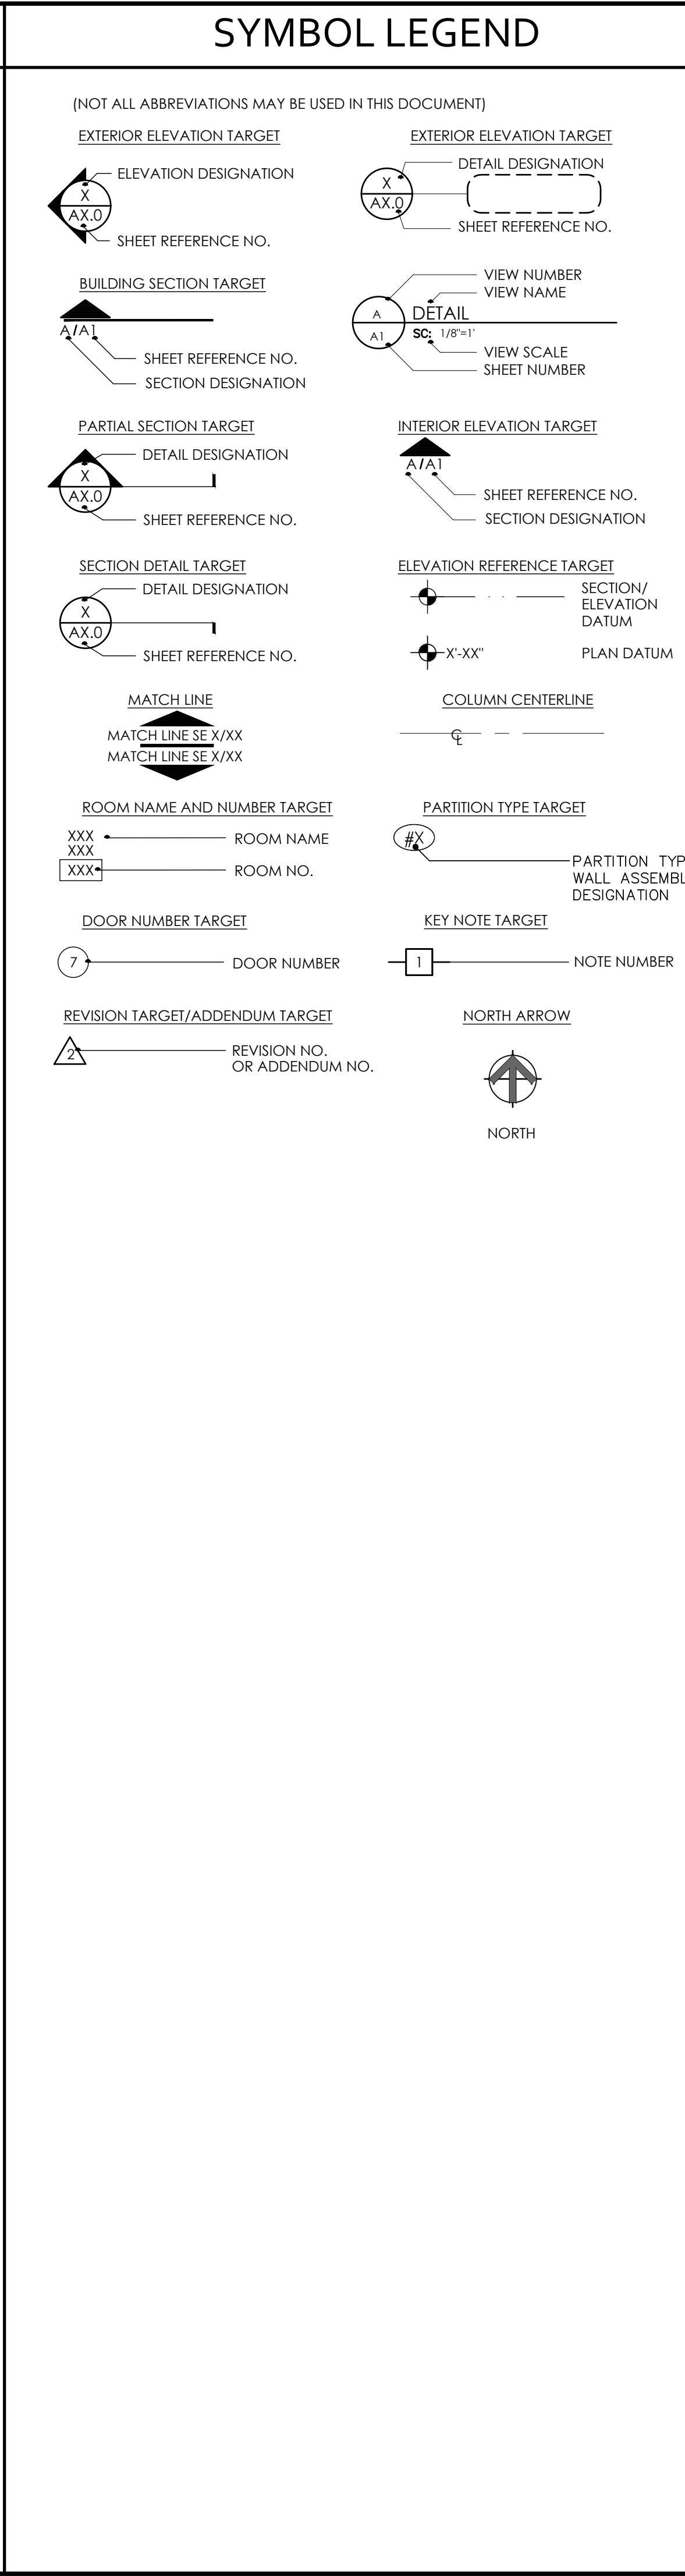 SYMBOL LEGEND
(NOT ALL ABBREVIATIONS MAY BE USED IN THIS DOCUMENT)
EXTERIOR ELEVATION TARGET
ELEVATION DESIGNATION
X
AX.0
SHEET REFERENCE NO.
EXTERIOR ELEVATION TARGET
DETAIL DESIGNATION
X
AX.0
SHEET REFERENCE NO.
BUILDING SECTION TARGET
A/A1
SHEET REFERENCE NO.
SECTION DESIGNATION
VIEW NUMBER
VIEW NAME
A
DETAIL
A1
SC: 1/8"=1'
VIEW SCALE
SHEET NUMBER
PARTIAL SECTION TARGET
DETAIL DESIGNATION
X
AX.0
SHEET REFERENCE NO.
INTERIOR ELEVATION TARGET
A/A1
SHEET REFERENCE NO.
SECTION DESIGNATION
SECTION DETAIL TARGET
DETAIL DESIGNATION
X
AX.0
SHEET REFERENCE NO.
ELEVATION REFERENCE TARGET
SECTION/
ELEVATION
DATUM
X'-XX"
PLAN DATUM
MATCH LINE
MATCH LINE SE X/XX
MATCH LINE SE X/XX
COLUMN CENTERLINE
CL
ROOM NAME AND NUMBER TARGET
XXX
XXX
ROOM NAME
XXX
ROOM NO.
PARTITION TYPE TARGET
#X
PARTITION TYP
WALL ASSEMBL
DESIGNATION
DOOR NUMBER TARGET
7
DOOR NUMBER
KEY NOTE TARGET
1
NOTE NUMBER
REVISION TARGET/ADDENDUM TARGET
2
REVISION NO.
OR ADDENDUM NO.
NORTH ARROW
NORTH